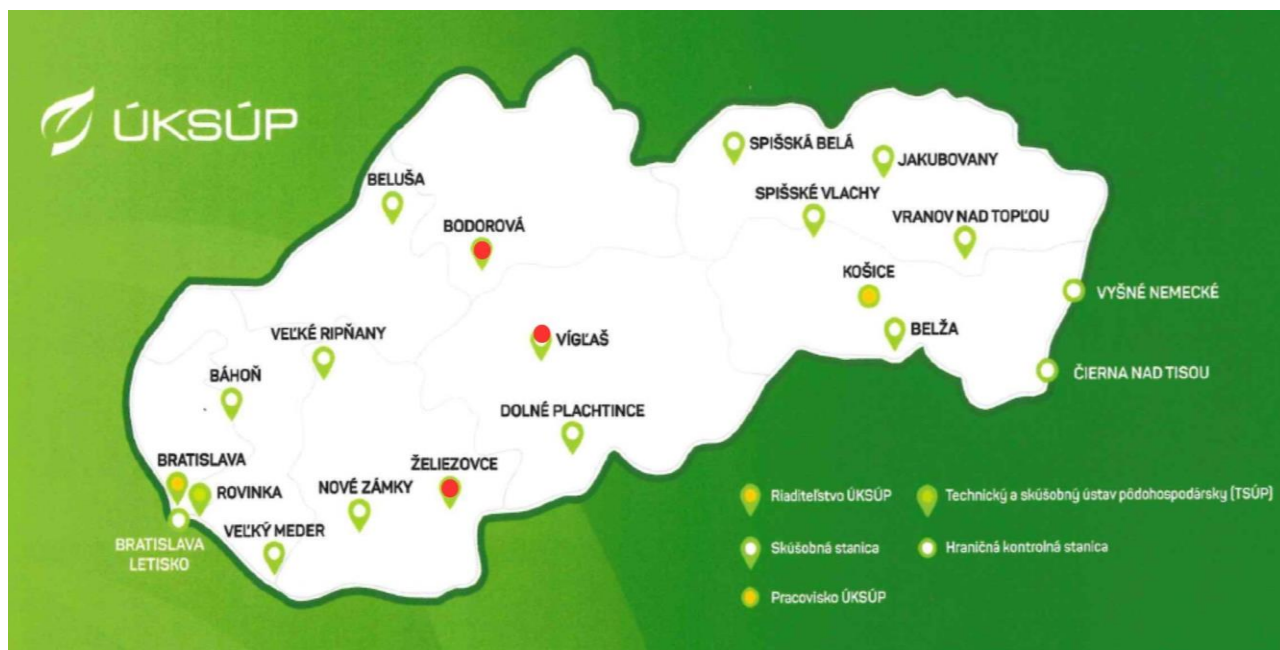 ÚKSÚP
SPIŠSKÁ BELÁ
JAKUBOVANY
BELUŠA
SPIŠSKÉ VLACHY
VRANOV NAD TOPĽOU
BODOROVÁ
KOŠICE
VYŠNÉ NEMECKÉ
VEĽKÉ RIPŇANY
VÍGĽAŠ
BELŽA
BÁHOŇ
ČIERNA NAD TISOU
DOLNÉ PLACHTINCE
BRATISLAVA
ŽELIEZOVCE
ROVINKA
NOVÉ ZÁMKY
Riaditeľstvo ÚKSÚP
Technický a skúšobný ústav pôdohospodársky (TSÚP)
VEĽKÝ MEDER
BRATISLAVA
LETISKO
Skúšobná stanica
Hraničná kontrolná stanica
Pracovisko ÚKSÚP